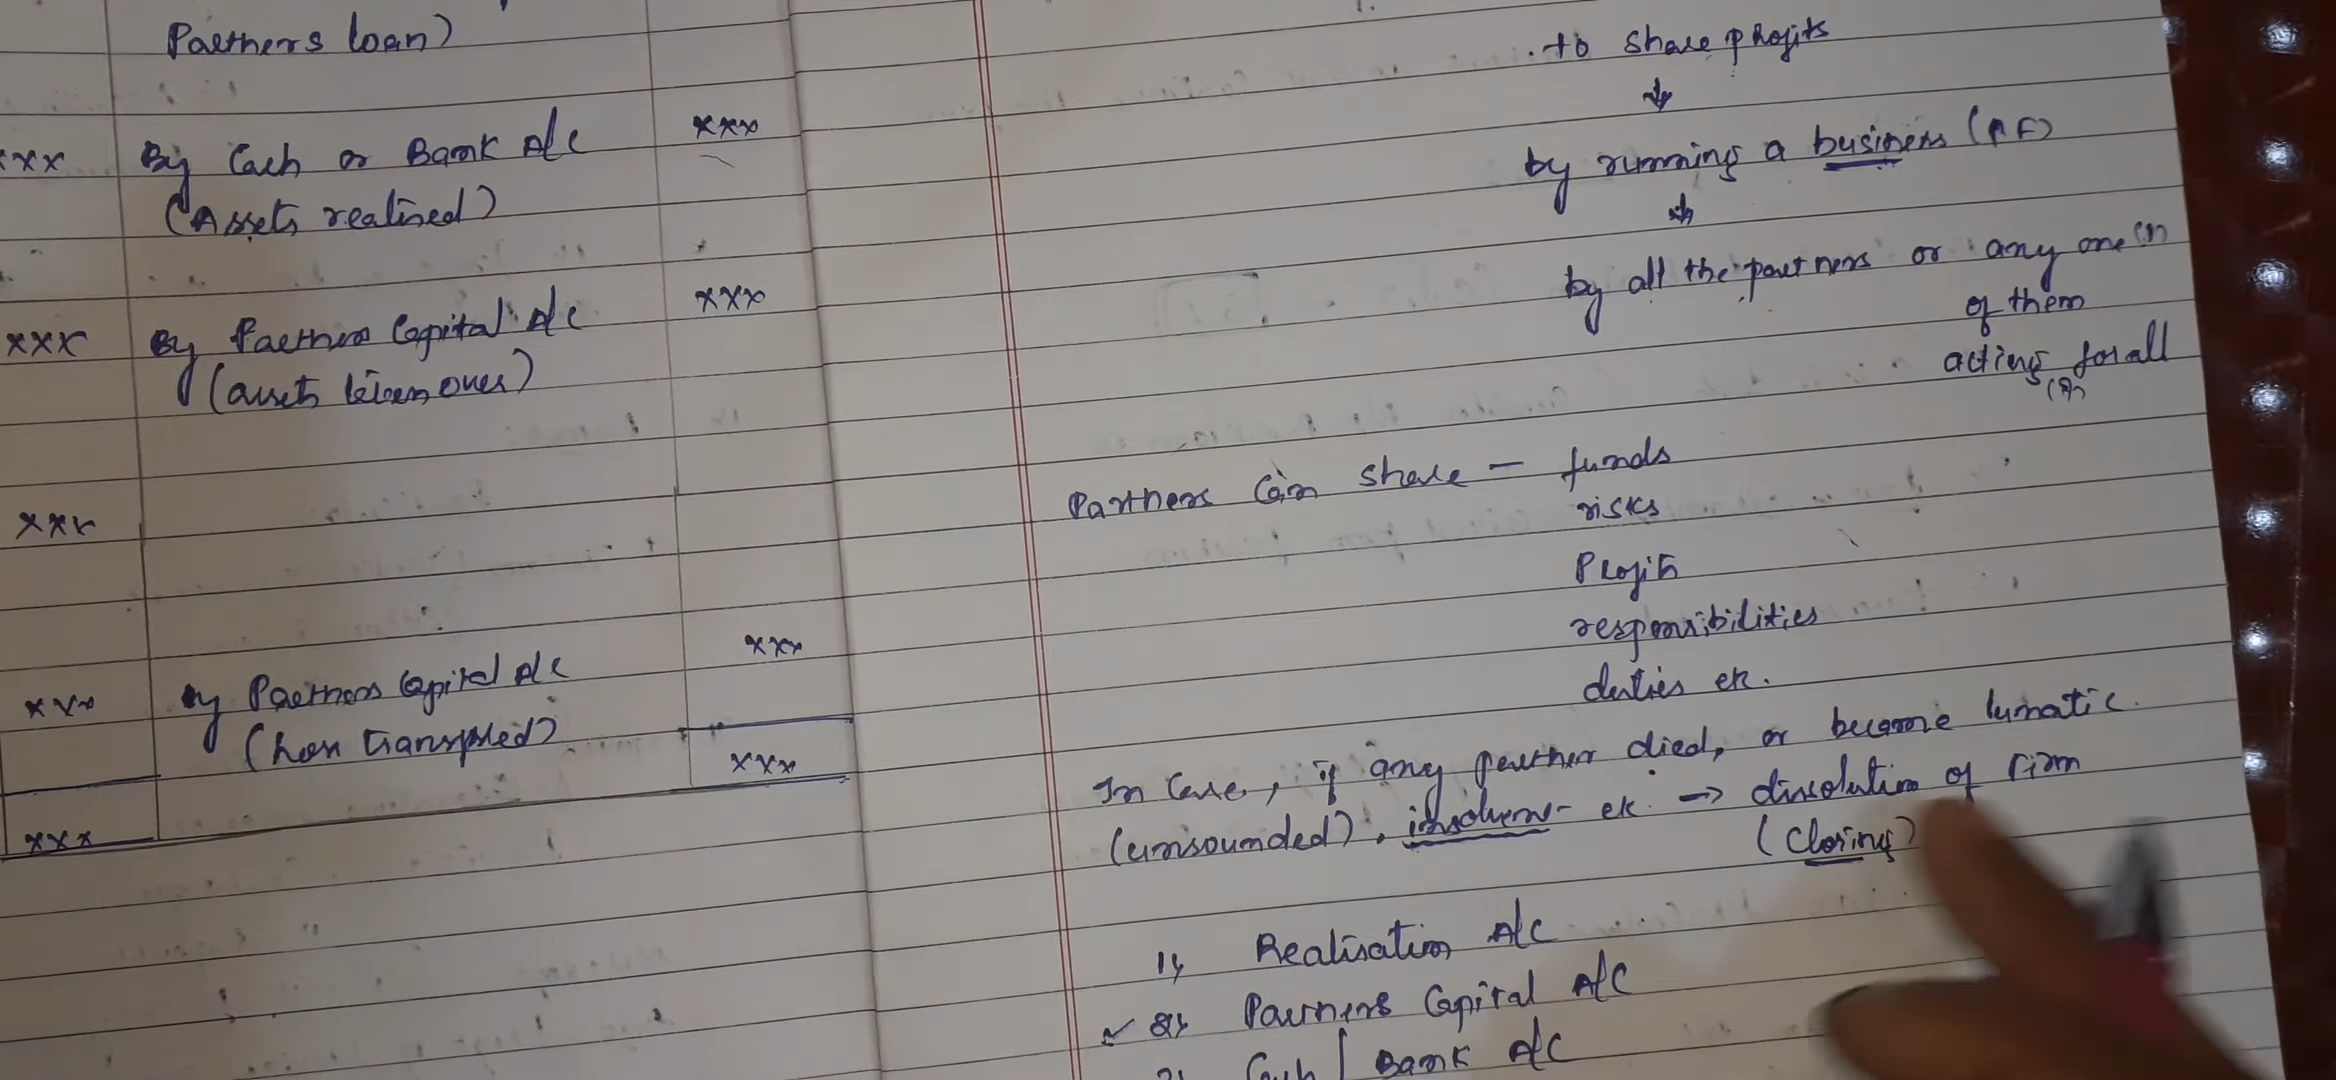 Partners loan)
xxx By Cash or Bank A/c xxx
(Assets realised)
xxx By Partners Capital A/c xxx
(assets taken over)
xxx
xxx By Partners Capital A/c xxx
(loss transferred)
xxx
xxx
to share profits
by running a business (PF)
by all the partners or any one (1)
of them
acting for all
(2)
Partners can share - funds
risks
Profits
responsibilities
duties etc.
In Case, if any partner died, or become lunatic.
(unsounded), insolvent etc. → dissolution of firm
(Closing)
1) Realisation A/C
✓ 2) Partners Capital A/C
3) Cash / Bank A/C